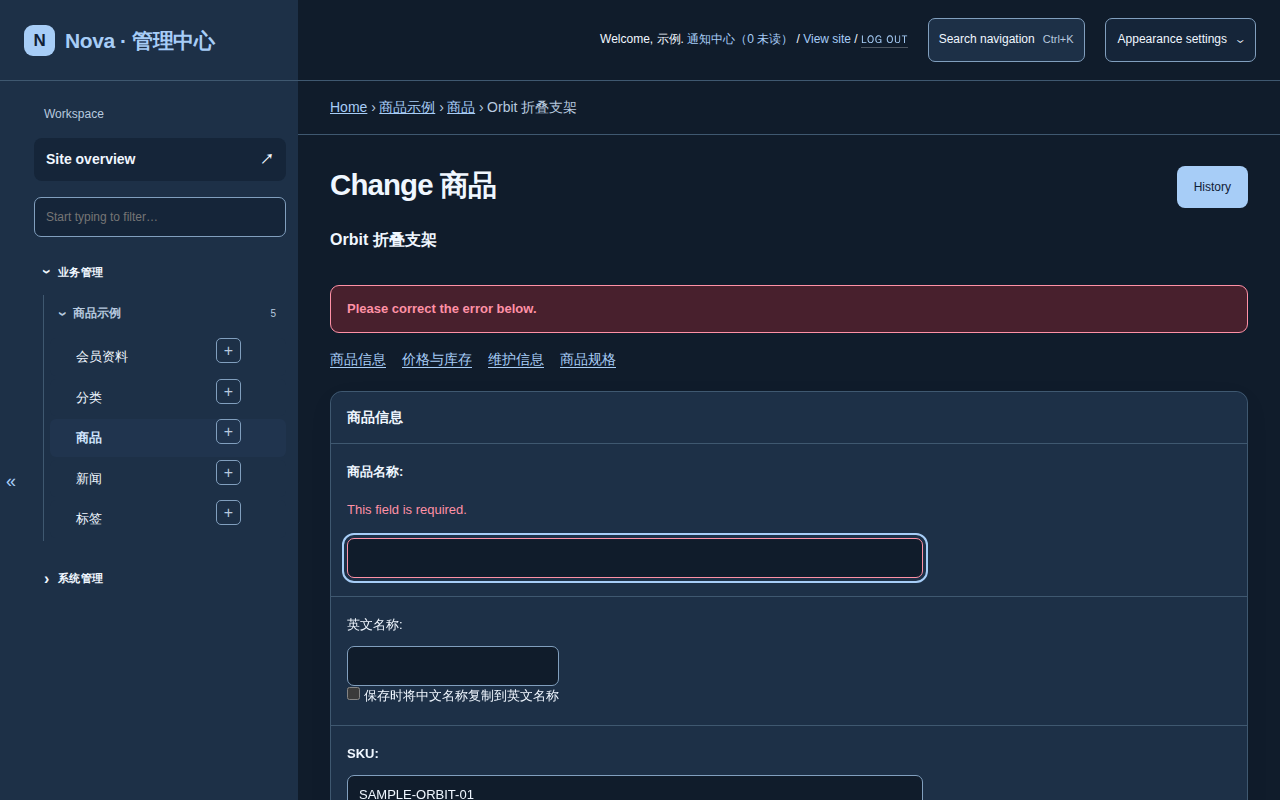 N Nova · 管理中心
Welcome, 示例. 通知中心（0 未读） / View site / LOG OUT
Search navigation Ctrl+K
Appearance settings
Workspace
Site overview ↗
Start typing to filter…
业务管理
商品示例 5
会员资料 +
分类 +
商品 +
新闻 +
标签 +
系统管理
«
Home › 商品示例 › 商品 › Orbit 折叠支架
Change 商品
History
Orbit 折叠支架
Please correct the error below.
商品信息 价格与库存 维护信息 商品规格
商品信息
商品名称:
This field is required.
英文名称:
保存时将中文名称复制到英文名称
SKU:
SAMPLE-ORBIT-01